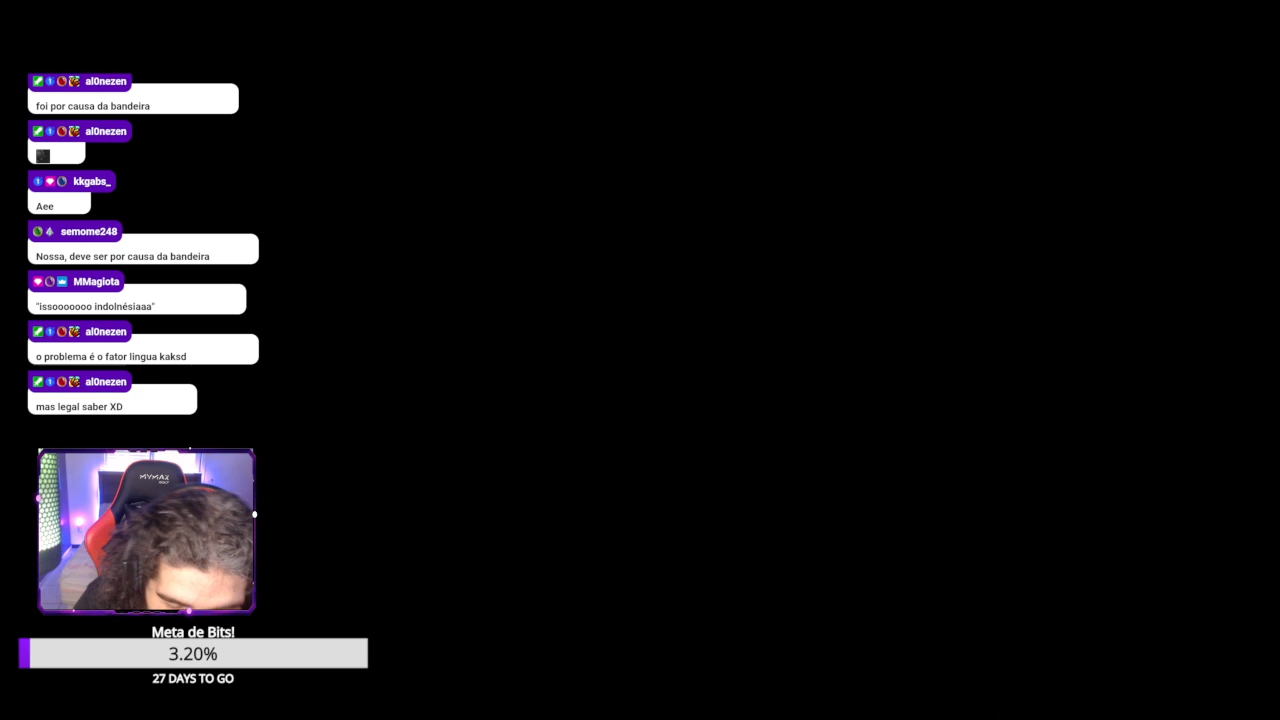 al0nezen
foi por causa da bandeira
al0nezen
kkgabs_
Aee
semome248
Nossa, deve ser por causa da bandeira
MMagiota
"issooooooo indolnésiaaa"
al0nezen
o problema é o fator lingua kaksd
al0nezen
mas legal saber XD
MYMAX
Meta de Bits!
3.20%
27 DAYS TO GO